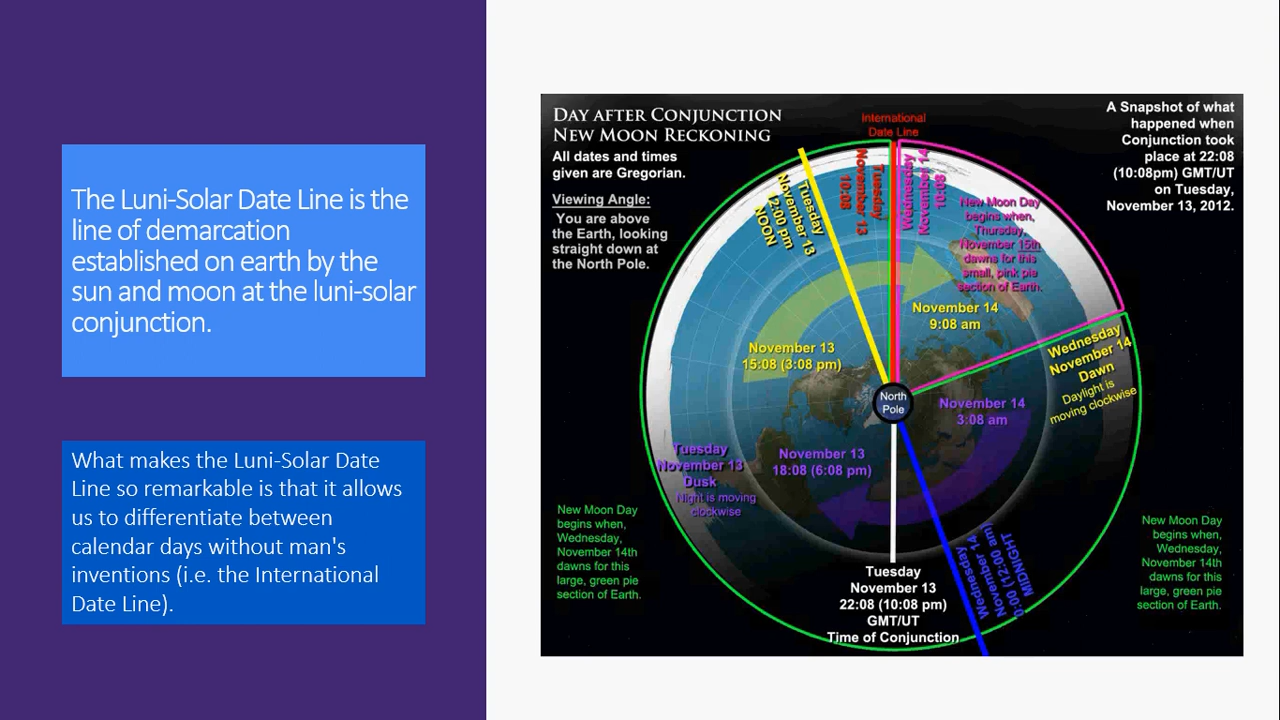 The Luni-Solar Date Line is the
line of demarcation
established on earth by the
sun and moon at the luni-solar
conjunction.
What makes the Luni-Solar Date
Line so remarkable is that it allows
us to differentiate between
calendar days without man's
inventions (i.e. the International
Date Line).
DAY AFTER CONJUNCTION
NEW MOON RECKONING
All dates and times
given are Gregorian.
Viewing Angle:
You are above
the Earth, looking
straight down at
the North Pole.
International
Date Line
A Snapshot of what
happened when
Conjunction took
place at 22:08
(10:08pm) GMT/UT
on Tuesday,
November 13, 2012.
Tuesday
November 13
12:00 pm
NOON
Tuesday
November 13
10:08
Wednesday
November 14
10:08
New Moon Day
begins when,
Thursday,
November 15th
dawns for this
small, pink pie
section of Earth.
November 14
9:08 am
November 13
15:08 (3:08 pm)
Wednesday
November 14
Dawn
Daylight is
moving clockwise
North
Pole
November 14
3:08 am
November 13
18:08 (6:08 pm)
Tuesday
November 13
Dusk
Night is moving
clockwise
New Moon Day
begins when,
Wednesday,
November 14th
dawns for this
large, green pie
section of Earth.
Wednesday
November 14
0:00 (12:00 am)
MIDNIGHT
New Moon Day
begins when,
Wednesday,
November 14th
dawns for this
large, green pie
section of Earth.
Tuesday
November 13
22:08 (10:08 pm)
GMT/UT
Time of Conjunction